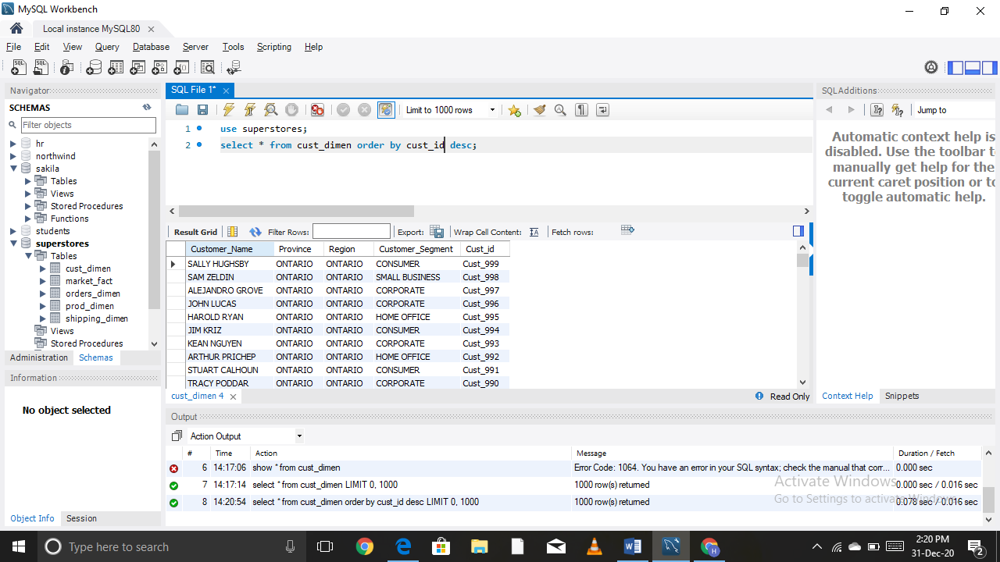 MySQL Workbench
Local instance MySQL80
File Edit View Query Database Server Tools Scripting Help
Navigator
SCHEMAS
Filter objects
hr
northwind
sakila
Tables
Views
Stored Procedures
Functions
students
superstores
Tables
cust_dimen
market_fact
orders_dimen
prod_dimen
shipping_dimen
Views
Stored Procedures
Administration Schemas
Information
No object selected
Object Info Session
SQL File 1*
Limit to 1000 rows
1 use superstores;
2 select * from cust_dimen order by cust_id desc;
Result Grid Filter Rows: Export: Wrap Cell Content: Fetch rows:
Customer_Name Province Region Customer_Segment Cust_id
SALLY HUGHSBY ONTARIO ONTARIO CONSUMER Cust_999
SAM ZELDIN ONTARIO ONTARIO SMALL BUSINESS Cust_998
ALEJANDRO GROVE ONTARIO ONTARIO CORPORATE Cust_997
JOHN LUCAS ONTARIO ONTARIO CORPORATE Cust_996
HAROLD RYAN ONTARIO ONTARIO HOME OFFICE Cust_995
JIM KRIZ ONTARIO ONTARIO CONSUMER Cust_994
KEAN NGUYEN ONTARIO ONTARIO CORPORATE Cust_993
ARTHUR PRICHEP ONTARIO ONTARIO HOME OFFICE Cust_992
STUART CALHOUN ONTARIO ONTARIO CONSUMER Cust_991
TRACY PODDAR ONTARIO ONTARIO CORPORATE Cust_990
cust_dimen 4
Read Only
SQLAdditions
Jump to
Automatic context help is
disabled. Use the toolbar t
manually get help for the
current caret position or to
toggle automatic help.
Context Help Snippets
Output
Action Output
# Time Action Message Duration / Fetch
6 14:17:06 show * from cust_dimen Error Code: 1064. You have an error in your SQL syntax; check the manual that corr... 0.000 sec
7 14:17:14 select * from cust_dimen LIMIT 0, 1000 1000 row(s) returned 0.000 sec / 0.016 sec
8 14:20:54 select * from cust_dimen order by cust_id desc LIMIT 0, 1000 1000 row(s) returned 0.078 sec / 0.016 sec
Activate Windows
Go to Settings to activate Windows.
Type here to search
2:20 PM
31-Dec-20
2